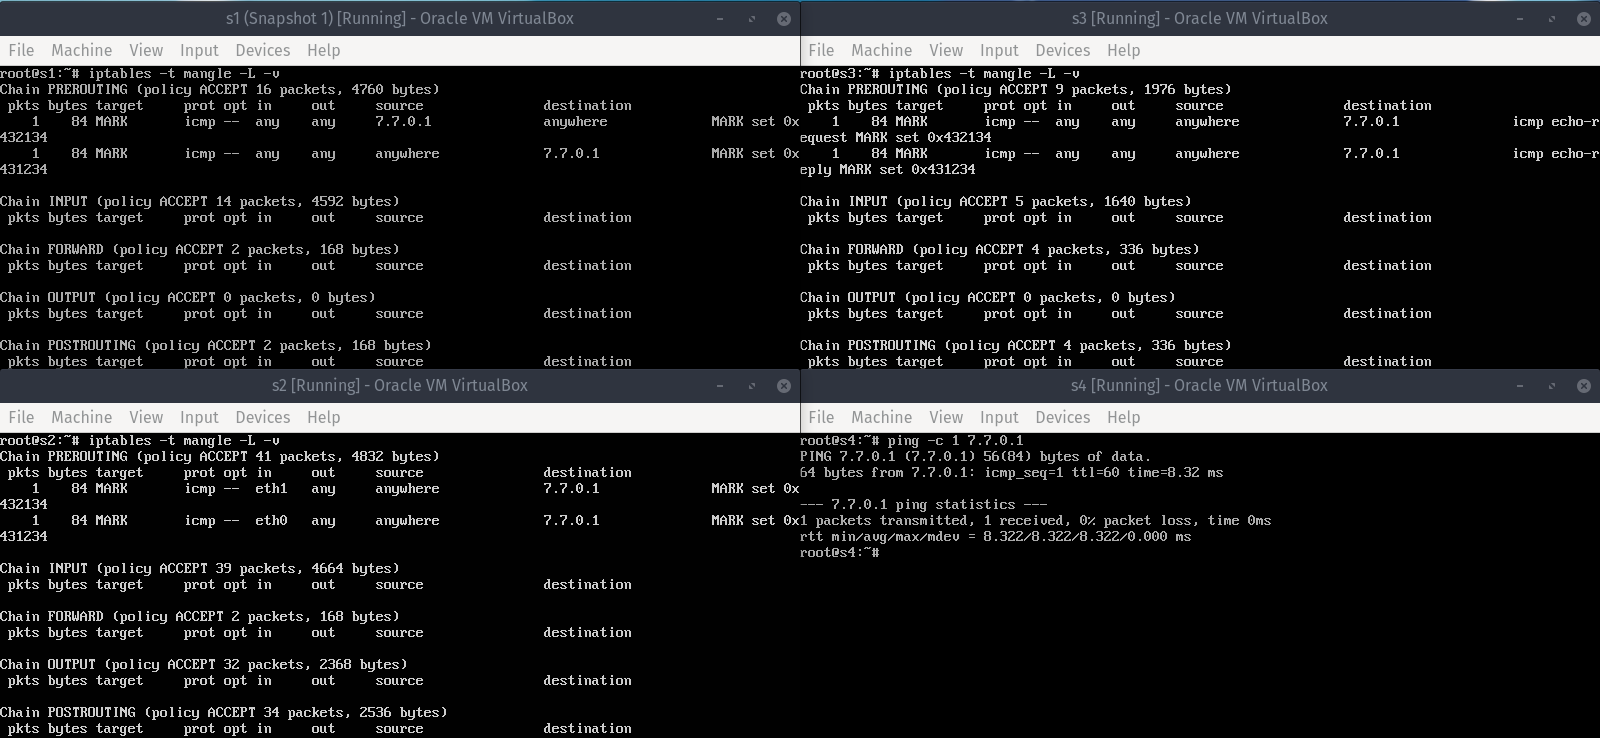 s1 (Snapshot 1) [Running] - Oracle VM VirtualBox
File Machine View Input Devices Help
root@s1:~# iptables -t mangle -L -v
Chain PREROUTING (policy ACCEPT 16 packets, 4760 bytes)
pkts bytes target prot opt in out source destination
1 84 MARK icmp -- any any 7.7.0.1 anywhere MARK set 0x
432134
1 84 MARK icmp -- any any anywhere 7.7.0.1 MARK set 0x
431234
Chain INPUT (policy ACCEPT 14 packets, 4592 bytes)
pkts bytes target prot opt in out source destination
Chain FORWARD (policy ACCEPT 2 packets, 168 bytes)
pkts bytes target prot opt in out source destination
Chain OUTPUT (policy ACCEPT 0 packets, 0 bytes)
pkts bytes target prot opt in out source destination
Chain POSTROUTING (policy ACCEPT 2 packets, 168 bytes)
pkts bytes target prot opt in out source destination
s3 [Running] - Oracle VM VirtualBox
File Machine View Input Devices Help
root@s3:~# iptables -t mangle -L -v
Chain PREROUTING (policy ACCEPT 9 packets, 1976 bytes)
pkts bytes target prot opt in out source destination
1 84 MARK icmp -- any any anywhere 7.7.0.1 icmp echo-r
equest MARK set 0x432134
1 84 MARK icmp -- any any anywhere 7.7.0.1 icmp echo-r
eply MARK set 0x431234
Chain INPUT (policy ACCEPT 5 packets, 1640 bytes)
pkts bytes target prot opt in out source destination
Chain FORWARD (policy ACCEPT 4 packets, 336 bytes)
pkts bytes target prot opt in out source destination
Chain OUTPUT (policy ACCEPT 0 packets, 0 bytes)
pkts bytes target prot opt in out source destination
Chain POSTROUTING (policy ACCEPT 4 packets, 336 bytes)
pkts bytes target prot opt in out source destination
s2 [Running] - Oracle VM VirtualBox
File Machine View Input Devices Help
root@s2:~# iptables -t mangle -L -v
Chain PREROUTING (policy ACCEPT 41 packets, 4832 bytes)
pkts bytes target prot opt in out source destination
1 84 MARK icmp -- eth1 any anywhere 7.7.0.1 MARK set 0x
432134
1 84 MARK icmp -- eth0 any anywhere 7.7.0.1 MARK set 0x
431234
Chain INPUT (policy ACCEPT 39 packets, 4664 bytes)
pkts bytes target prot opt in out source destination
Chain FORWARD (policy ACCEPT 2 packets, 168 bytes)
pkts bytes target prot opt in out source destination
Chain OUTPUT (policy ACCEPT 32 packets, 2368 bytes)
pkts bytes target prot opt in out source destination
Chain POSTROUTING (policy ACCEPT 34 packets, 2536 bytes)
pkts bytes target prot opt in out source destination
s4 [Running] - Oracle VM VirtualBox
File Machine View Input Devices Help
root@s4:~# ping -c 1 7.7.0.1
PING 7.7.0.1 (7.7.0.1) 56(84) bytes of data.
64 bytes from 7.7.0.1: icmp_seq=1 ttl=60 time=8.32 ms
--- 7.7.0.1 ping statistics ---
1 packets transmitted, 1 received, 0% packet loss, time 0ms
rtt min/avg/max/mdev = 8.322/8.322/8.322/0.000 ms
root@s4:~#